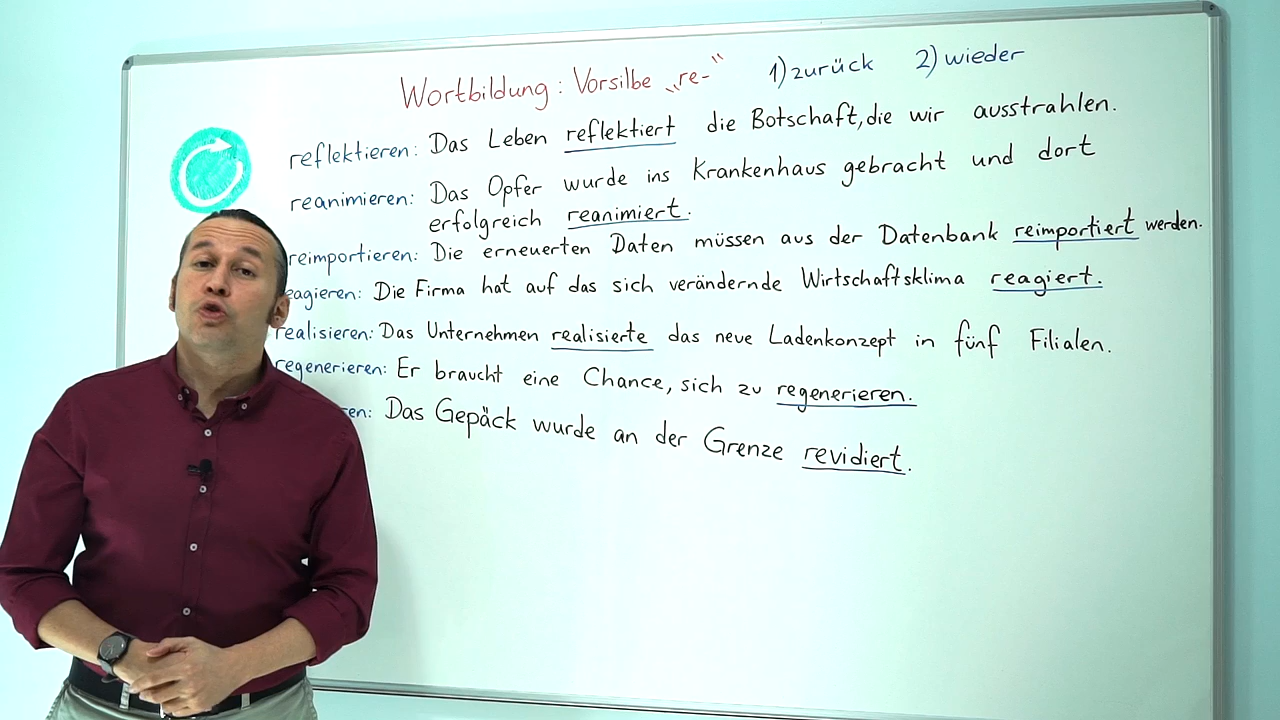 Wortbildung: Vorsilbe „re-“ 1) zurück 2) wieder
reflektieren: Das Leben reflektiert die Botschaft, die wir ausstrahlen.
reanimieren: Das Opfer wurde ins Krankenhaus gebracht und dort
erfolgreich reanimiert.
reimportieren: Die erneuerten Daten müssen aus der Datenbank reimportiert werden.
eagieren: Die Firma hat auf das sich verändernde Wirtschaftsklima reagiert.
realisieren: Das Unternehmen realisierte das neue Ladenkonzept in fünf Filialen.
regenerieren: Er braucht eine Chance, sich zu regenerieren.
en: Das Gepäck wurde an der Grenze revidiert.